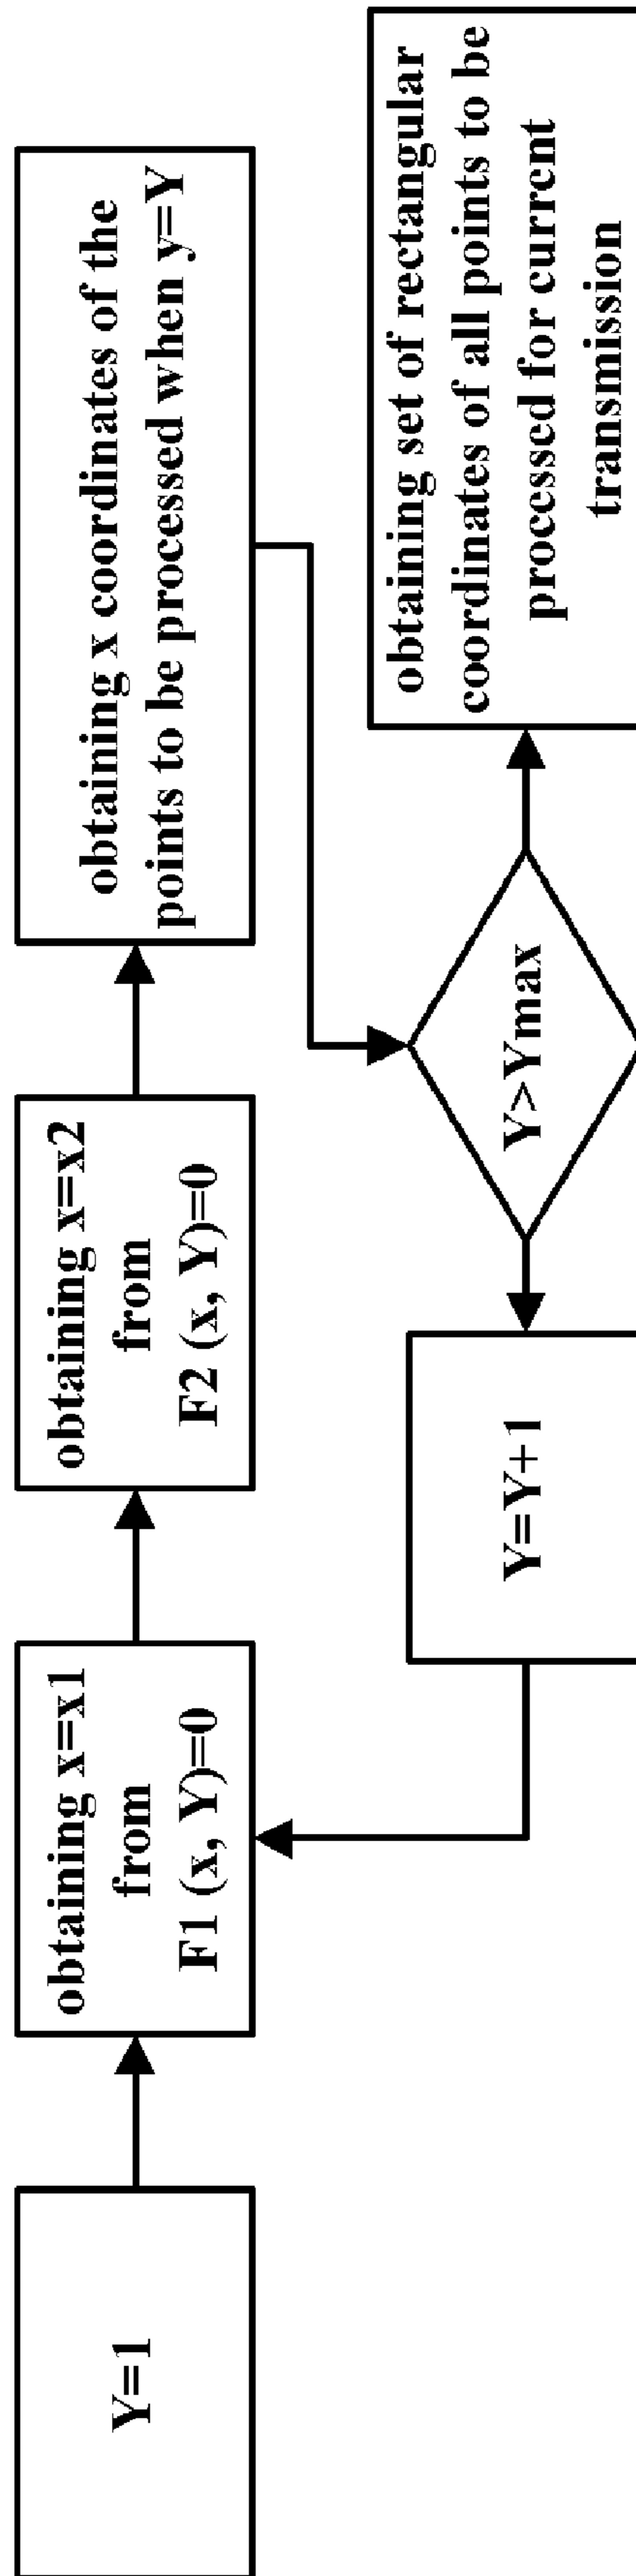 Y=1
obtaining x=x1
from
F1 (x, Y)=0
obtaining x=x2
from
F2 (x, Y)=0
obtaining x coordinates of the
points to be processed when y=Y
Y>Ymax
Y=Y+1
obtaining set of rectangular
coordinates of all points to be
processed for current
transmission